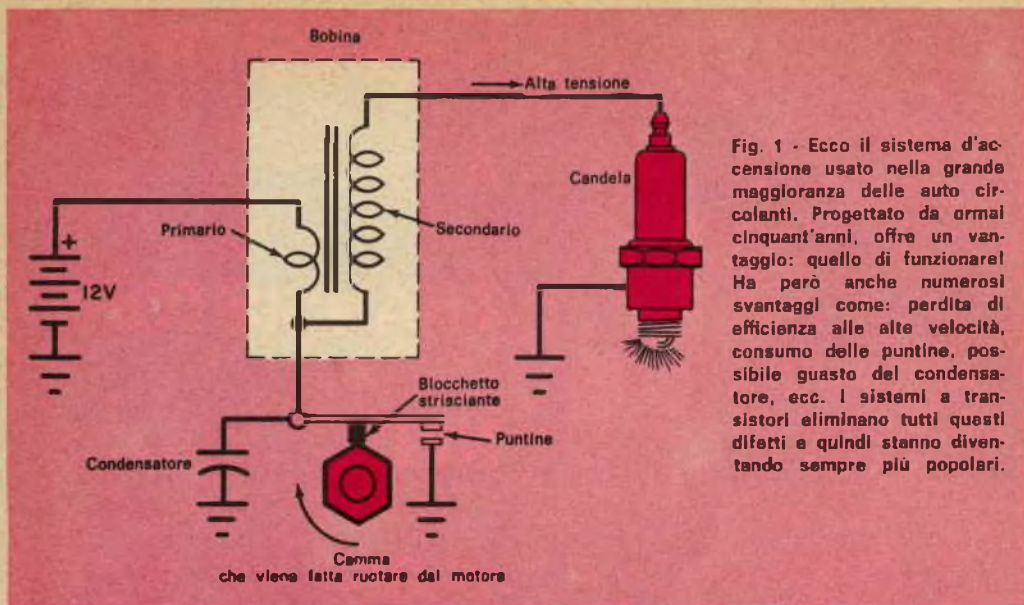 Bobina
Alta tensione
Candela
Primario
Secondario
+
12V
Blocchetto
strisciante
Puntine
Condensatore
Camma
che viene fatta ruotare dal motore
Fig. 1 - Ecco il sistema d'ac-
censione usato nella grande
maggioranza delle auto cir-
colanti. Progettato da ormai
cinquant'anni, offre un van-
taggio: quello di funzionare!
Ha però anche numerosi
svantaggi come: perdita di
efficienza alle alte velocità,
consumo delle puntine, pos-
sibile guasto del condensa-
tore, ecc. I sistemi a tran-
sistori eliminano tutti questi
difetti e quindi stanno diven-
tando sempre più popolari.